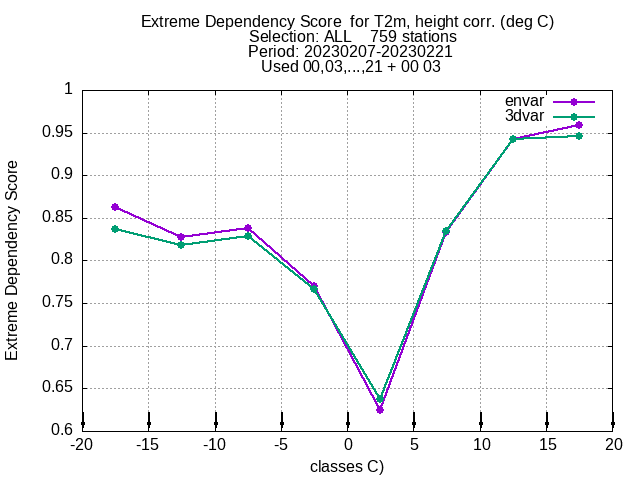 Extreme Dependency Score  for T2m, height corr. (deg C)
Selection: ALL    759 stations
Period: 20230207-20230221
Used 00,03,...,21 + 00 03
envar
3dvar
Extreme Dependency Score
1
0.95
0.9
0.85
0.8
0.75
0.7
0.65
0.6
-20 -15 -10 -5 0 5 10 15 20
classes C)